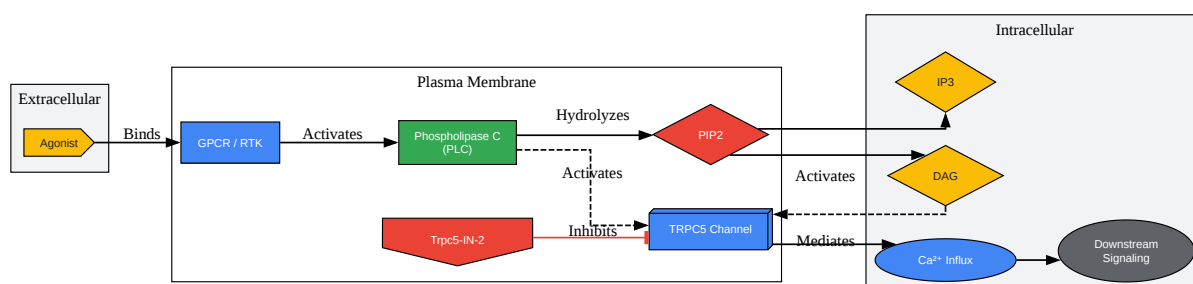 Extracellular
Agonist
Binds
Plasma Membrane
GPCR / RTK
Activates
Phospholipase C
(PLC)
Hydrolyzes
PIP2
Activates
Trpc5-IN-2
Inhibits
TRPC5 Channel
Activates
Mediates
Intracellular
IP3
DAG
Ca²⁺ Influx
Downstream
Signaling